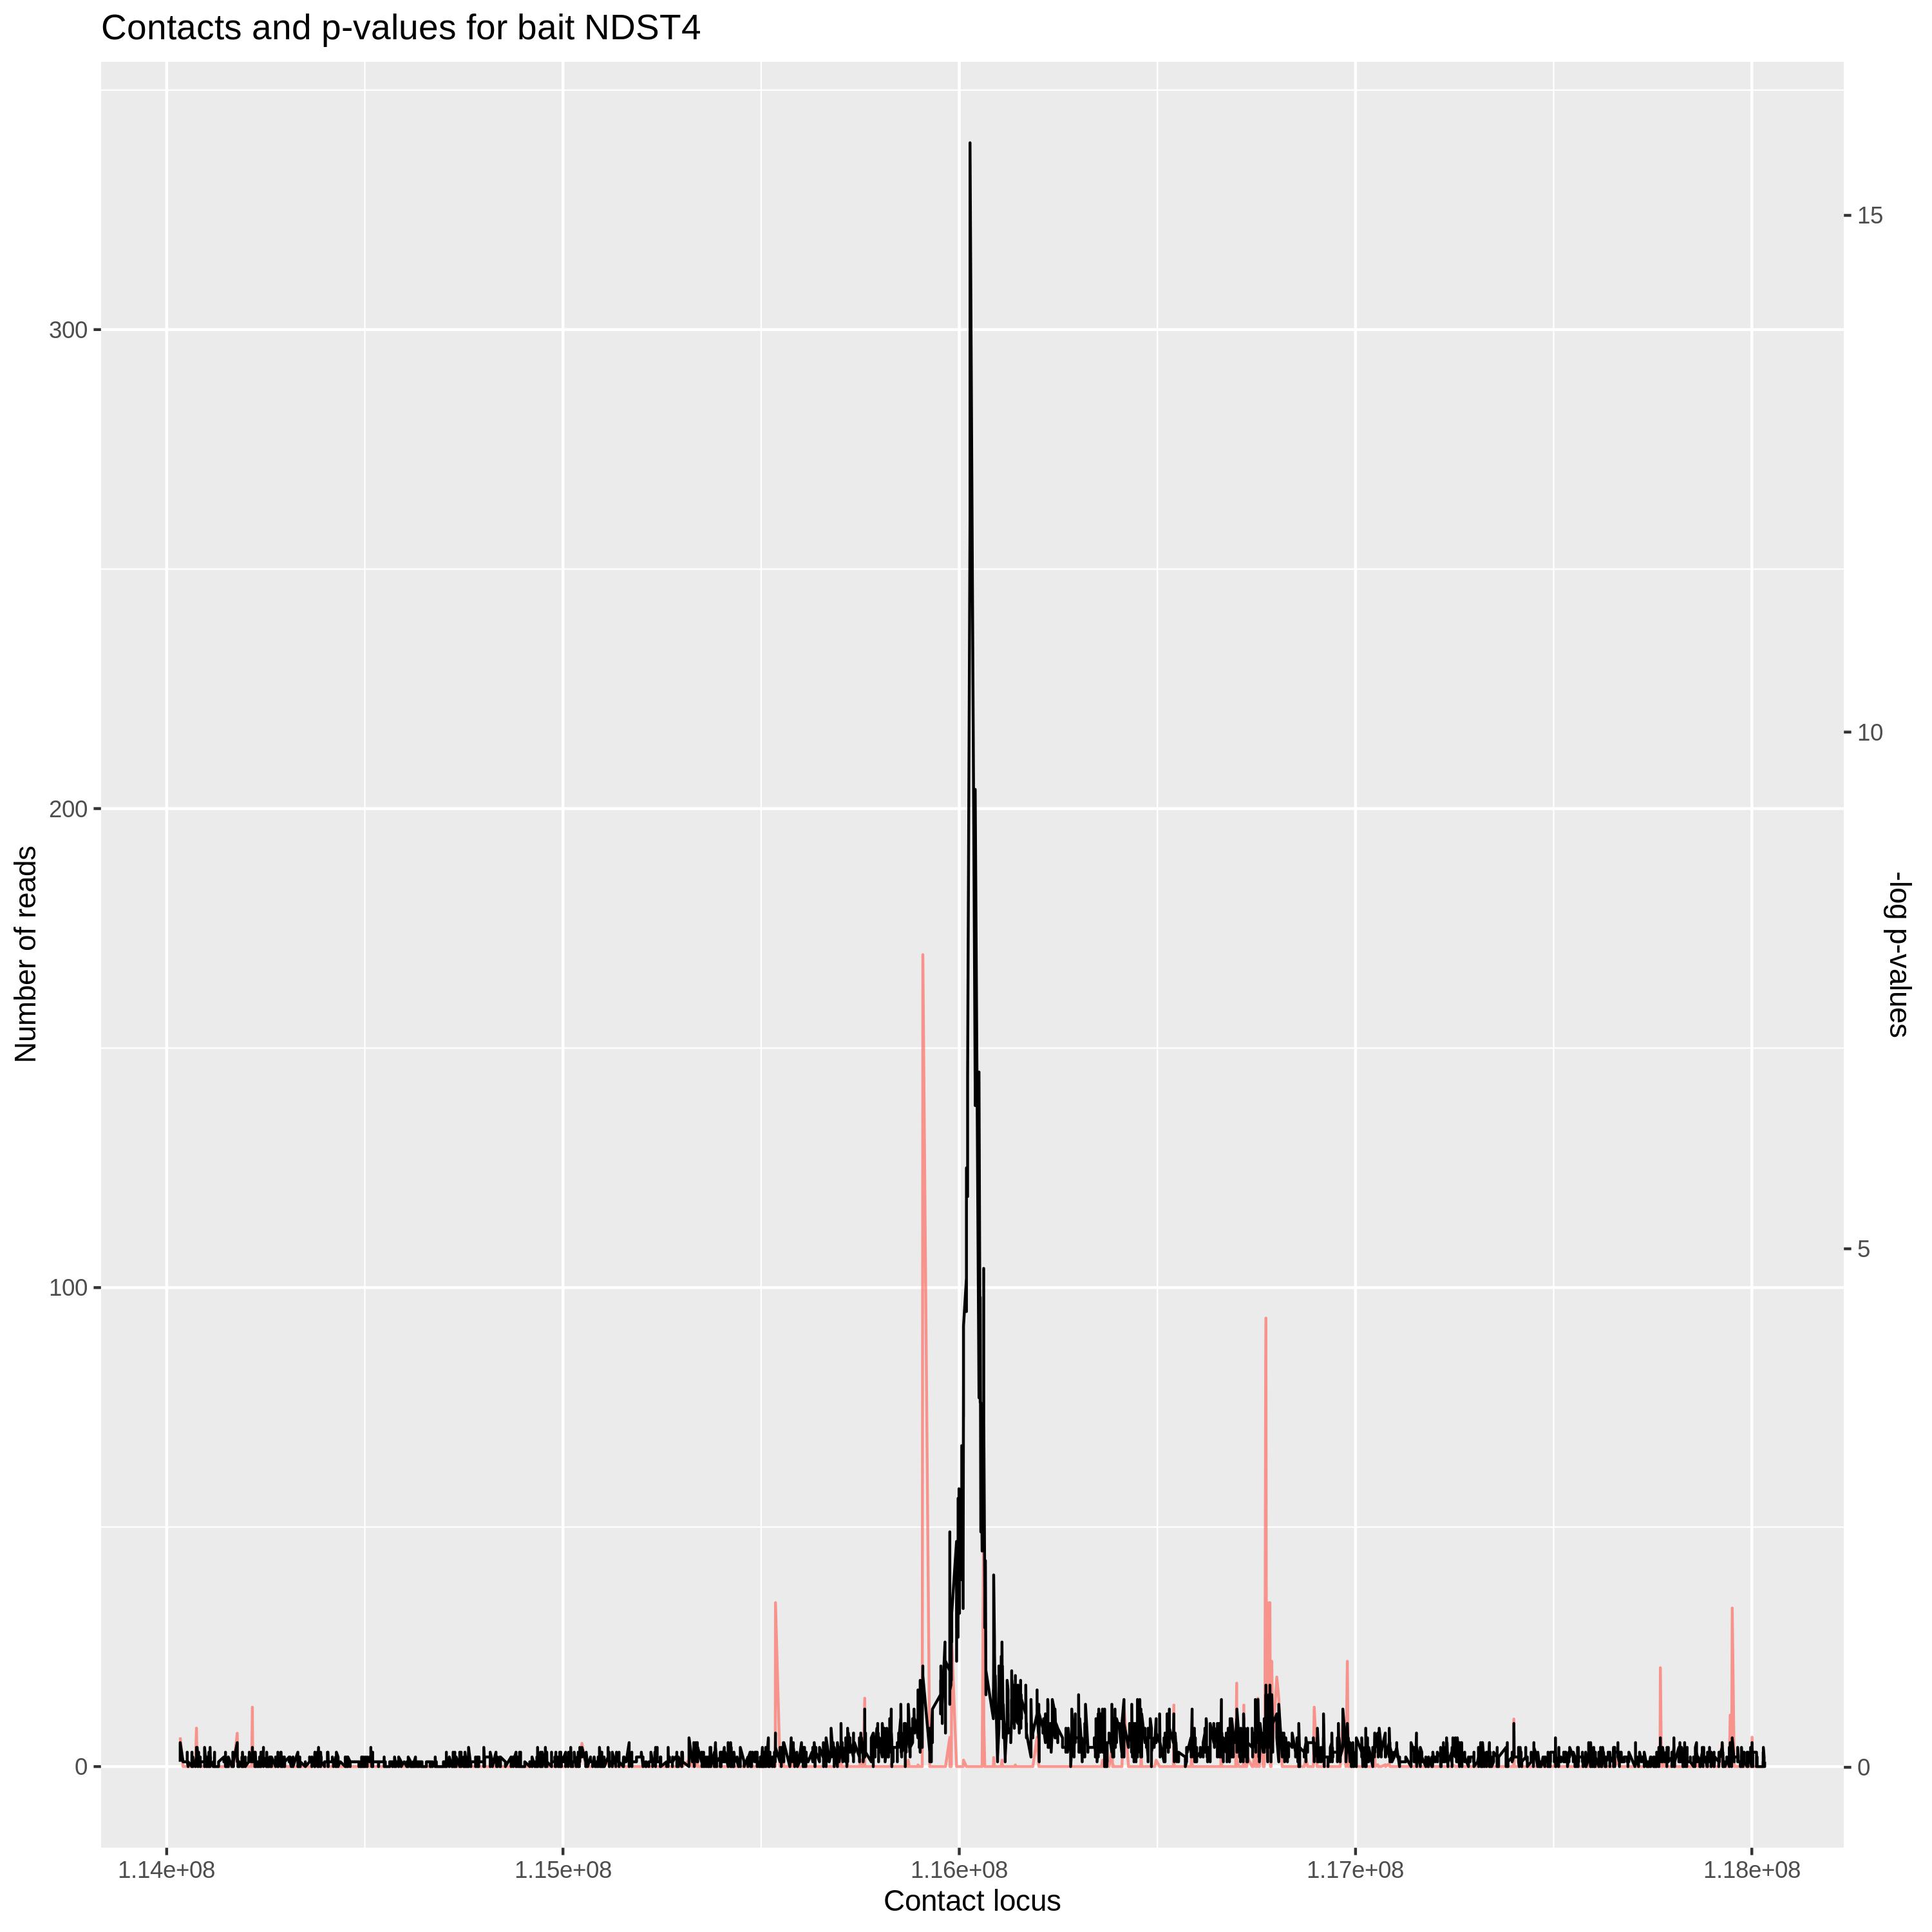 Contacts and p-values for bait NDST4
Number of reads
300
200
100
0
15
10
5
0
-log p-values
1.14e+08
1.15e+08
1.16e+08
1.17e+08
1.18e+08
Contact locus